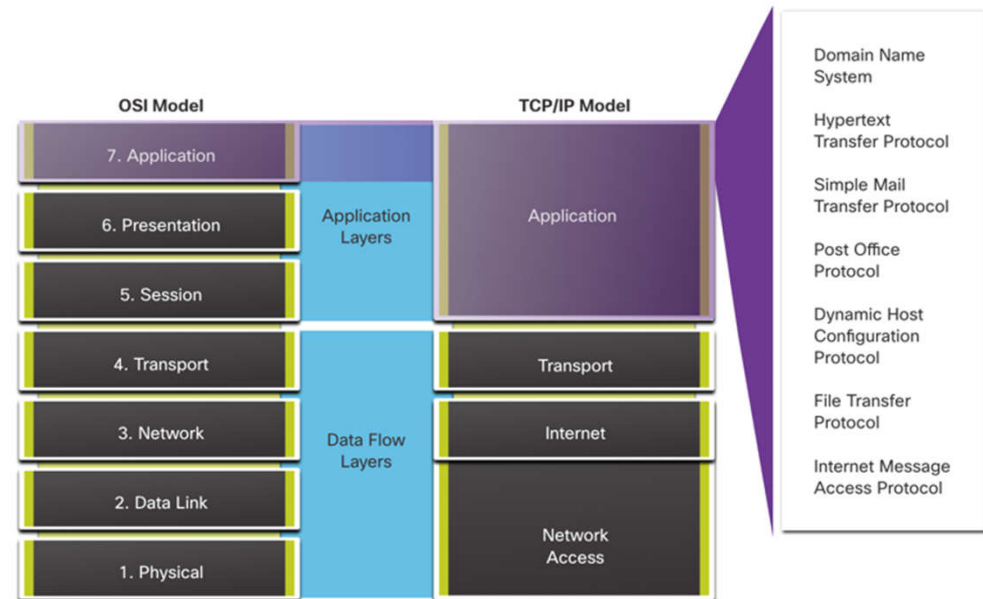 OSI Model
7. Application
6. Presentation
5. Session
4. Transport
3. Network
2. Data Link
1. Physical
Application
Layers
Data Flow
Layers
TCP/IP Model
Application
Transport
Internet
Network
Access
Domain Name
System
Hypertext
Transfer Protocol
Simple Mail
Transfer Protocol
Post Office
Protocol
Dynamic Host
Configuration
Protocol
File Transfer
Protocol
Internet Message
Access Protocol